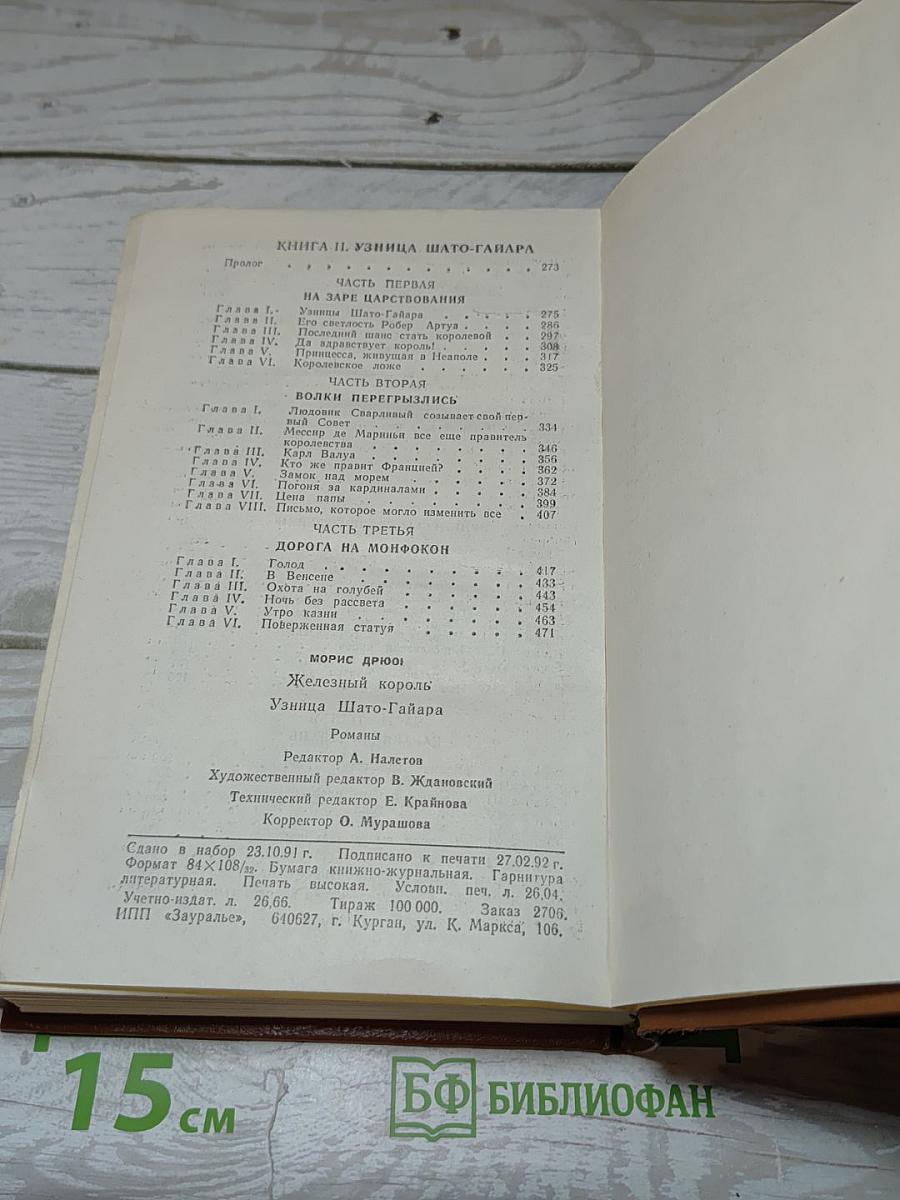 КНИГА II. УЗНИЦА ШАТО-ГАЙАРА
Пролог . . . . . . . . . . . . . 273
ЧАСТЬ ПЕРВАЯ
НА ЗАРЕ ЦАРСТВОВАНИЯ
Глава I. Узницы Шато-Гайара . . . . . 275
Глава II. Его светлость Робер Артуа . . . . 286
Глава III. Последний шанс стать королевой . . 297
Глава IV. Да здравствует король! . . . . . 308
Глава V. Принцесса, живущая в Неаполе . . . 317
Глава VI. Королевское ложе . . . . . . 325
ЧАСТЬ ВТОРАЯ
ВОЛКИ ПЕРЕГРЫЗЛИСЬ
Глава I. Людовик Сварливый созывает свой пер-
вый Совет . . . . . . . . 334
Глава II. Мессир де Мариньи все еще правитель
королевства . . . . . . . . 346
Глава III. Карл Валуа . . . . . . . . 356
Глава IV. Кто же правит Францией? . . . . . 362
Глава V. Замок над морем . . . . . . 372
Глава VI. Погоня за кардиналами . . . . . 384
Глава VII. Цена папы . . . . . . . . 399
Глава VIII. Письмо, которое могло изменить все . 407
ЧАСТЬ ТРЕТЬЯ
ДОРОГА НА МОНФОКОН
Глава I. Голод . . . . . . . . . . 417
Глава II. В Венсене . . . . . . . . 433
Глава III. Охота на голубей . . . . . . 443
Глава IV. Ночь без рассвета . . . . . . 454
Глава V. Утро казни . . . . . . . . 463
Глава VI. Поверженная статуя . . . . . 471
МОРИС ДРЮОН
Железный король
Узница Шато-Гайара
Романы
Редактор А. Налетов
Художественный редактор В. Ждановский
Технический редактор Е. Крайнова
Корректор О. Мурашова
Сдано в набор 23.10.91 г. Подписано к печати 27.02.92 г.
Формат 84×108/32. Бумага книжно-журнальная. Гарнитура
литературная. Печать высокая. Условн. печ. л. 26,04.
Учетно-издат. л. 26,66. Тираж 100 000. Заказ 2706.
ИПП «Зауралье», 640627, г. Курган, ул. К. Маркса, 106.
15 см
БФ БИБЛИОФАН